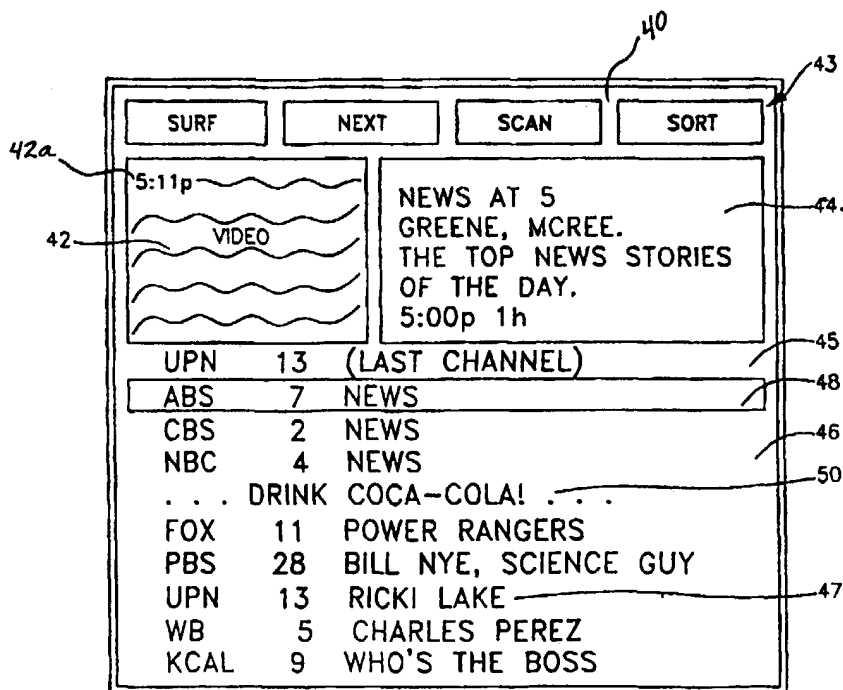 40
43
SURF NEXT SCAN SORT
42a
5:11p
VIDEO
42
NEWS AT 5
GREENE, MCREE.
THE TOP NEWS STORIES
OF THE DAY.
5:00p 1h
44.
45
UPN 13 (LAST CHANNEL)
48
ABS 7 NEWS
CBS 2 NEWS
46
NBC 4 NEWS
50
. . . DRINK COCA-COLA! . . .
FOX 11 POWER RANGERS
PBS 28 BILL NYE, SCIENCE GUY
UPN 13 RICKI LAKE
47
WB 5 CHARLES PEREZ
KCAL 9 WHO'S THE BOSS